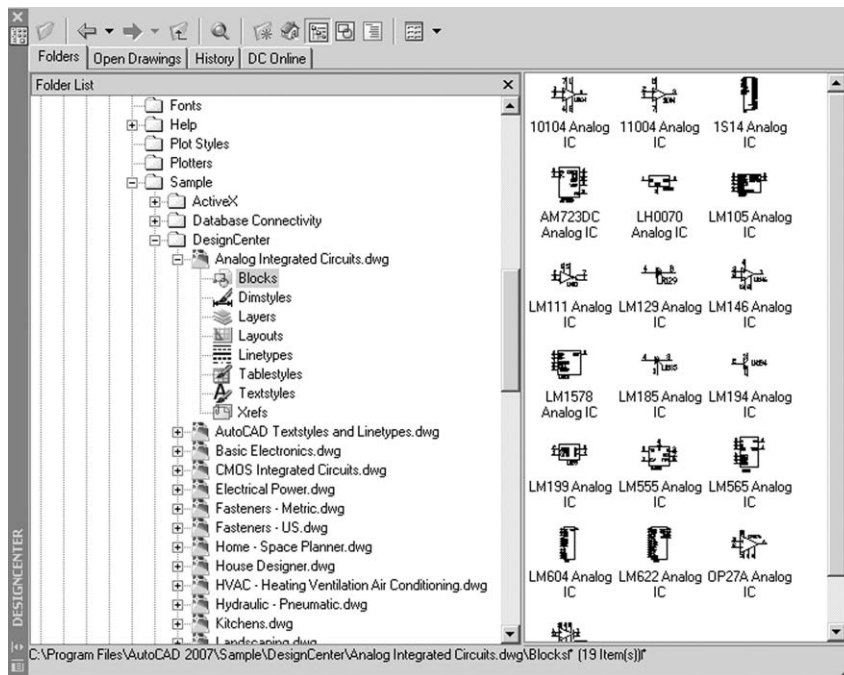 Folders
Open Drawings
History
DC Online
Folder List
Fonts
Help
Plot Styles
Plotters
Sample
ActiveX
Database Connectivity
DesignCenter
Analog Integrated Circuits.dwg
Blocks
Dimstyles
Layers
Layouts
Linetypes
Tablestyles
Textstyles
Xrefs
AutoCAD Textstyles and Linetypes.dwg
Basic Electronics.dwg
CMOS Integrated Circuits.dwg
Electrical Power.dwg
Fasteners - Metric.dwg
Fasteners - US.dwg
Home - Space Planner.dwg
House Designer.dwg
HVAC - Heating Ventilation Air Conditioning.dwg
Hydraulic - Pneumatic.dwg
Kitchens.dwg
Landscaping.dwg
10104 Analog
IC
11004 Analog
IC
1S14 Analog
IC
AM723DC
Analog IC
LH0070
Analog IC
LM105 Analog
IC
LM111 Analog
IC
LM129 Analog
IC
LM146 Analog
IC
LM1578
Analog IC
LM185 Analog
IC
LM194 Analog
IC
LM199 Analog
IC
LM555 Analog
IC
LM565 Analog
IC
LM604 Analog
IC
LM622 Analog
IC
OP27A Analog
IC
DESIGNCENTER
C:\Program Files\AutoCAD 2007\Sample\DesignCenter\Analog Integrated Circuits.dwg\Blocks (19 Item(s))